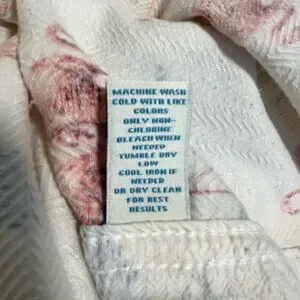 MACHINE WASH
COLD WITH LIKE
COLORS
ONLY NON-
CHLORINE
BLEACH WHEN
NEEDED
TUMBLE DRY
LOW
COOL IRON IF
NEEDED
OR DRY CLEAN
FOR BEST
RESULTS